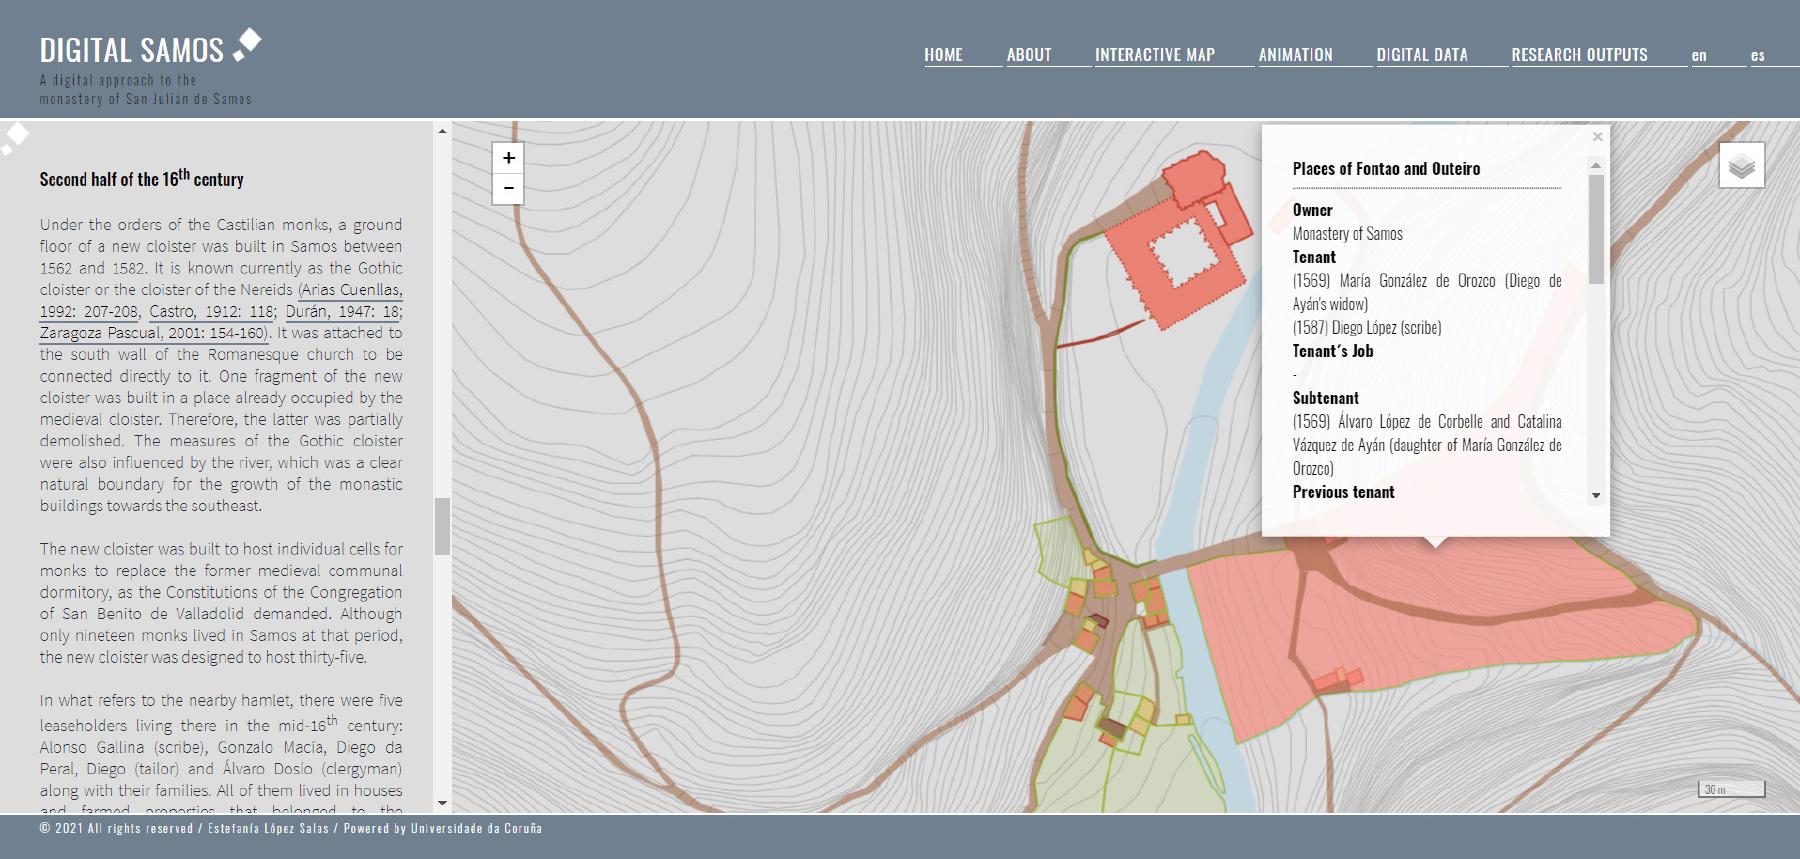 DIGITAL SAMOS
A digital approach to the
monastery of San Julián de Samos
HOME ABOUT INTERACTIVE MAP ANIMATION DIGITAL DATA RESEARCH OUTPUTS en es
Second half of the 16th century
Under the orders of the Castilian monks, a ground
floor of a new cloister was built in Samos between
1562 and 1582. It is known currently as the Gothic
cloister or the cloister of the Nereids (Arias Cuenllas,
1992: 207-208, Castro, 1912: 118; Durán, 1947: 18;
Zaragoza Pascual, 2001: 154-160). It was attached to
the south wall of the Romanesque church to be
connected directly to it. One fragment of the new
cloister was built in a place already occupied by the
medieval cloister. Therefore, the latter was partially
demolished. The measures of the Gothic cloister
were also influenced by the river, which was a clear
natural boundary for the growth of the monastic
buildings towards the southeast.
The new cloister was built to host individual cells for
monks to replace the former medieval communal
dormitory, as the Constitutions of the Congregation
of San Benito de Valladolid demanded. Although
only nineteen monks lived in Samos at that period,
the new cloister was designed to host thirty-five.
In what refers to the nearby hamlet, there were five
leaseholders living there in the mid-16th century:
Alonso Gallina (scribe), Gonzalo Macía, Diego da
Peral, Diego (tailor) and Álvaro Dosío (clergyman)
along with their families. All of them lived in houses
and farmed properties that belonged to the
+
−
Places of Fontao and Outeiro
Owner
Monastery of Samos
Tenant
(1569) María González de Orozco (Diego de
Ayán's widow)
(1587) Diego López (scribe)
Tenant´s Job
-
Subtenant
(1569) Álvaro López de Corbelle and Catalina
Vázquez de Ayán (daughter of María González de
Orozco)
Previous tenant
×
30 m
© 2021 All rights reserved / Estefanía López Salas / Powered by Universidade da Coruña